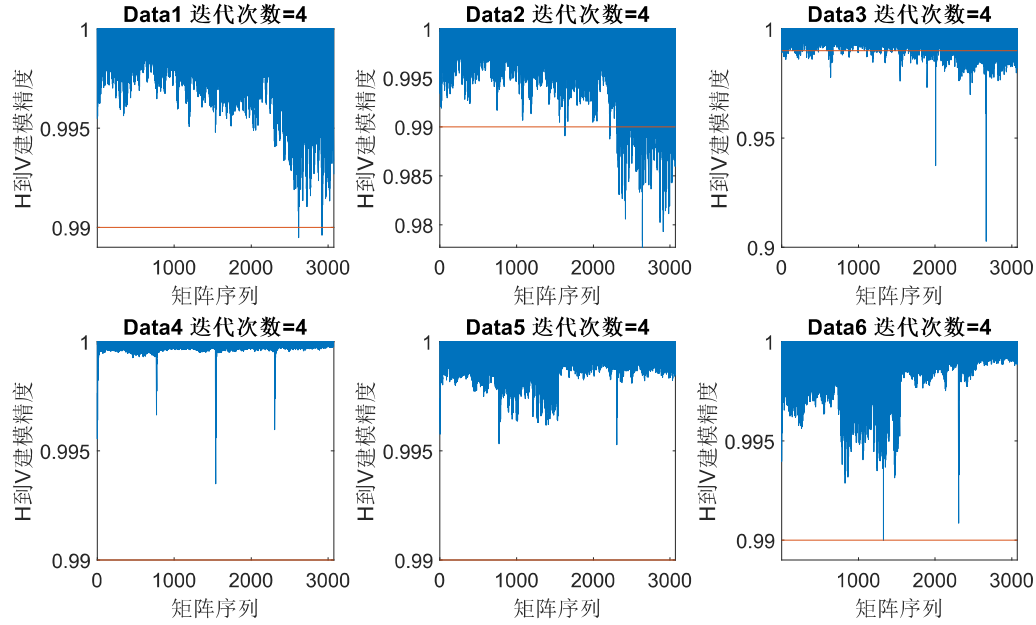 Data1 迭代次数=4
Data2 迭代次数=4
Data3 迭代次数=4
H到V建模精度
1
0.995
0.99
1000
2000
3000
矩阵序列
H到V建模精度
1
0.995
0.99
0.985
0.98
0
1000
2000
3000
矩阵序列
H到V建模精度
1
0.95
0.9
0
1000
2000
3000
矩阵序列
Data4 迭代次数=4
Data5 迭代次数=4
Data6 迭代次数=4
H到V建模精度
1
0.995
0.99
0
1000
2000
3000
矩阵序列
H到V建模精度
1
0.995
0.99
0
1000
2000
3000
矩阵序列
H到V建模精度
1
0.995
0.99
1000
2000
3000
矩阵序列